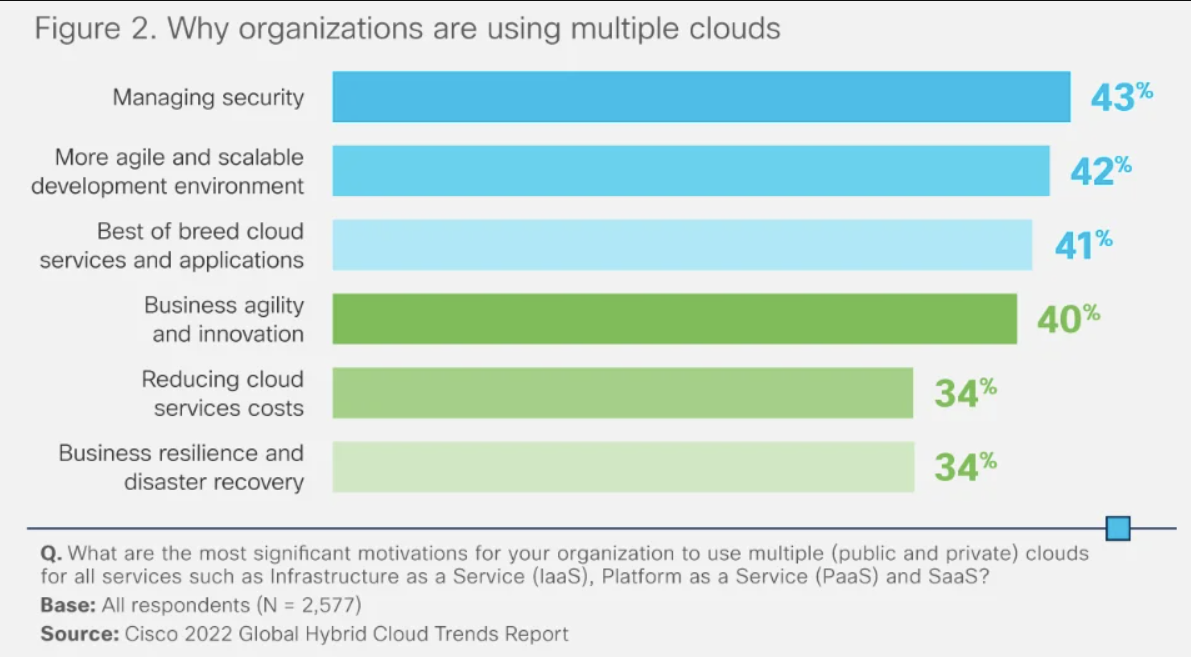 Figure 2. Why organizations are using multiple clouds
Managing security
43%
More agile and scalable
development environment
42%
Best of breed cloud
services and applications
41%
Business agility
and innovation
40%
Reducing cloud
services costs
34%
Business resilience and
disaster recovery
34%
Q. What are the most significant motivations for your organization to use multiple (public and private) clouds
for all services such as Infrastructure as a Service (IaaS), Platform as a Service (PaaS) and SaaS?
Base: All respondents (N = 2,577)
Source: Cisco 2022 Global Hybrid Cloud Trends Report